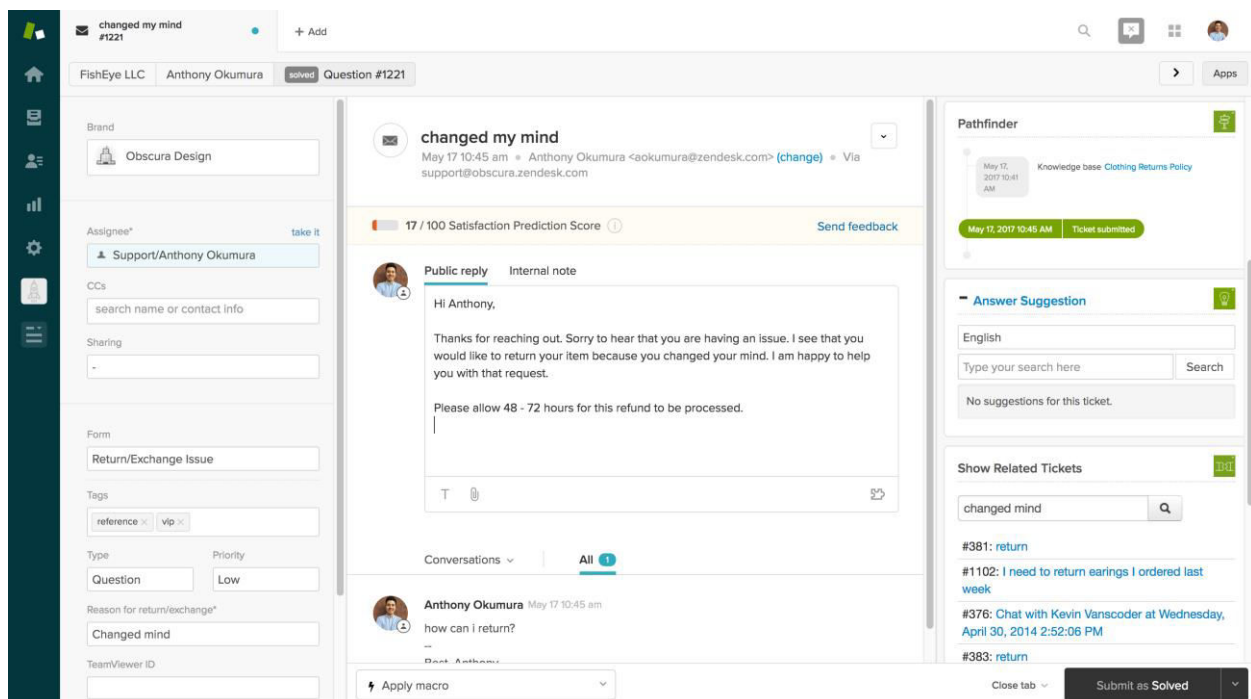 changed my mind
#1221
+ Add
FishEye LLC
Anthony Okumura
solved Question #1221
Apps
Brand
Obscura Design
Assignee*
take it
Support/Anthony Okumura
CCs
search name or contact info
Sharing
-
Form
Return/Exchange Issue
Tags
reference × vip ×
Type
Priority
Question
Low
Reason for return/exchange*
Changed mind
TeamViewer ID
changed my mind
May 17 10:45 am • Anthony Okumura <aokumura@zendesk.com> (change) • Via
support@obscura.zendesk.com
17 / 100 Satisfaction Prediction Score
Send feedback
Public reply
Internal note
Hi Anthony,
Thanks for reaching out. Sorry to hear that you are having an issue. I see that you
would like to return your item because you changed your mind. I am happy to help
you with that request.
Please allow 48 - 72 hours for this refund to be processed.
Conversations
All 1
Anthony Okumura May 17 10:45 am
how can i return?
--
Best, Anthony
Apply macro
Pathfinder
May 17,
2017 10:41
AM
Knowledge base Clothing Returns Policy
May 17, 2017 10:45 AM
Ticket submitted
Answer Suggestion
English
Type your search here
Search
No suggestions for this ticket.
Show Related Tickets
changed mind
#381: return
#1102: I need to return earings I ordered last
week
#376: Chat with Kevin Vanscoder at Wednesday,
April 30, 2014 2:52:06 PM
#383: return
Close tab
Submit as Solved